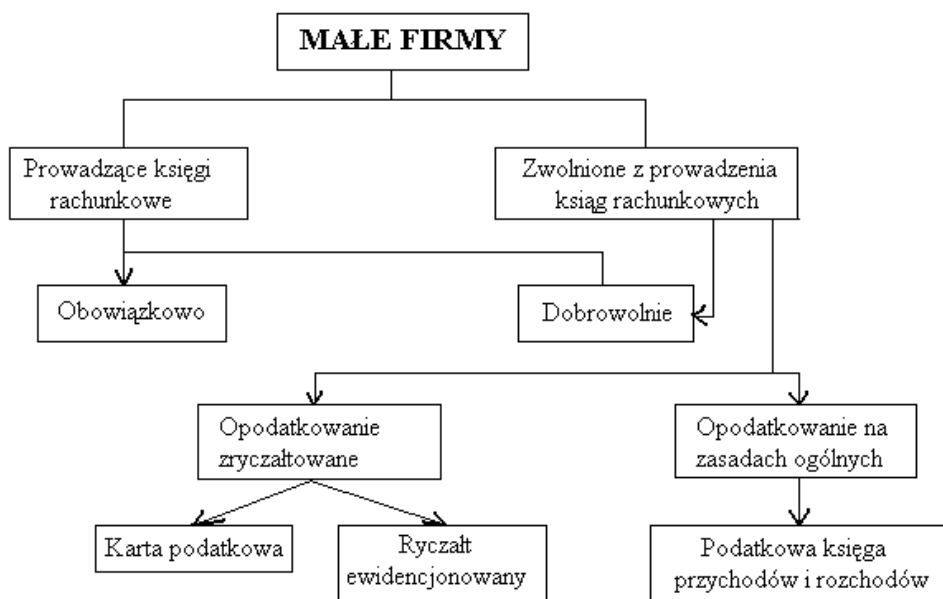 MAŁE FIRMY
Prowadzące księgi
rachunkowe
Zwolnione z prowadzenia
ksiąg rachunkowych
Obowiązkowo
Dobrowolnie
Opodatkowanie
zryczałtowane
Opodatkowanie na
zasadach ogólnych
Karta podatkowa
Ryczałt
ewidencjonowany
Podatkowa księga
przychodów i rozchodów